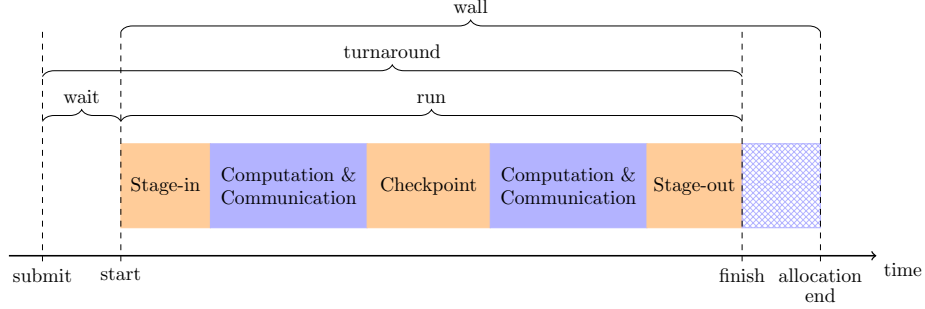 wall
turnaround
wait
run
Stage-in
Computation &
Communication
Checkpoint
Computation &
Communication
Stage-out
submit
start
finish
allocation
end
time